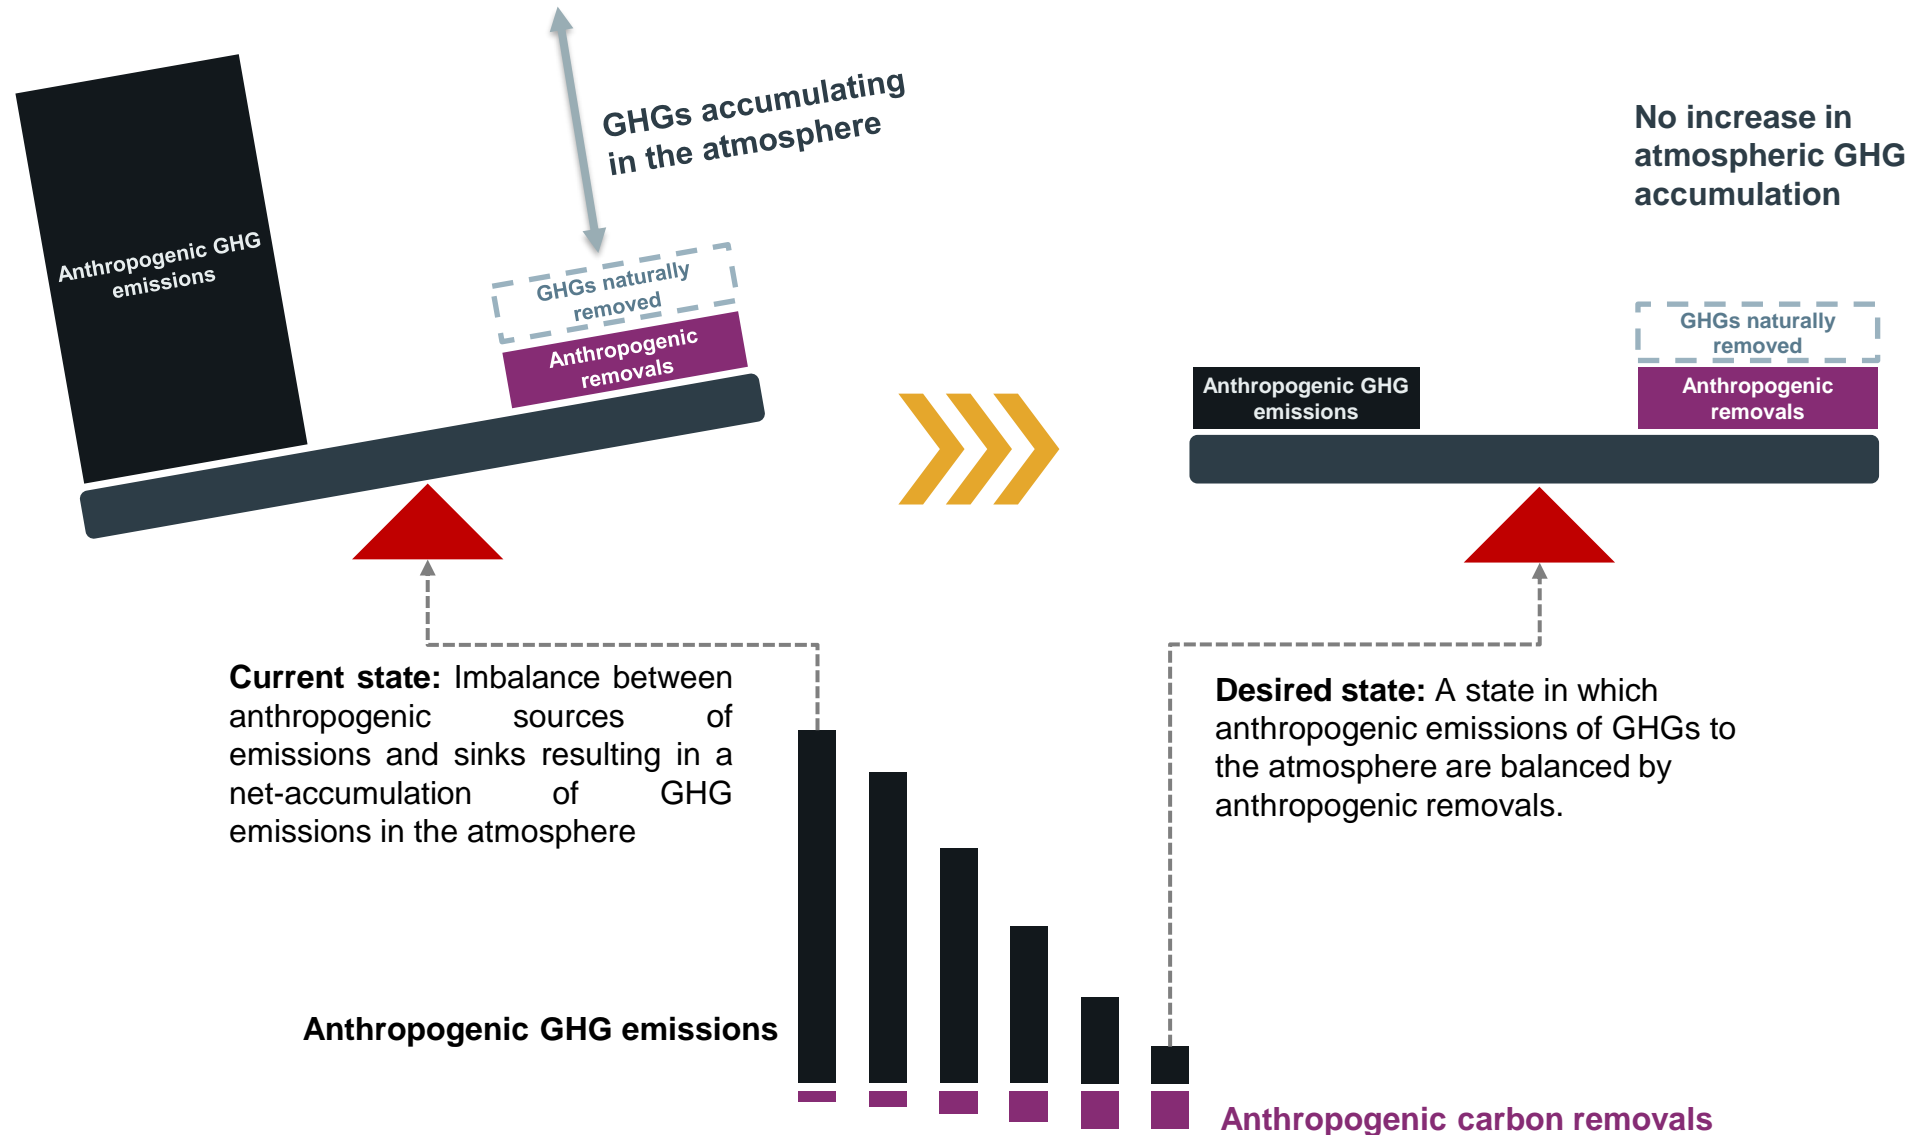 GHGs accumulating
in the atmosphere
Anthropogenic GHG
emissions
GHGs naturally
removed
Anthropogenic
removals
No increase in
atmospheric GHG
accumulation
GHGs naturally
removed
Anthropogenic GHG
emissions
Anthropogenic
removals
Current state: Imbalance between
anthropogenic sources of
emissions and sinks resulting in a
net-accumulation of GHG
emissions in the atmosphere
Desired state: A state in which
anthropogenic emissions of GHGs to
the atmosphere are balanced by
anthropogenic removals.
Anthropogenic GHG emissions
Anthropogenic carbon removals